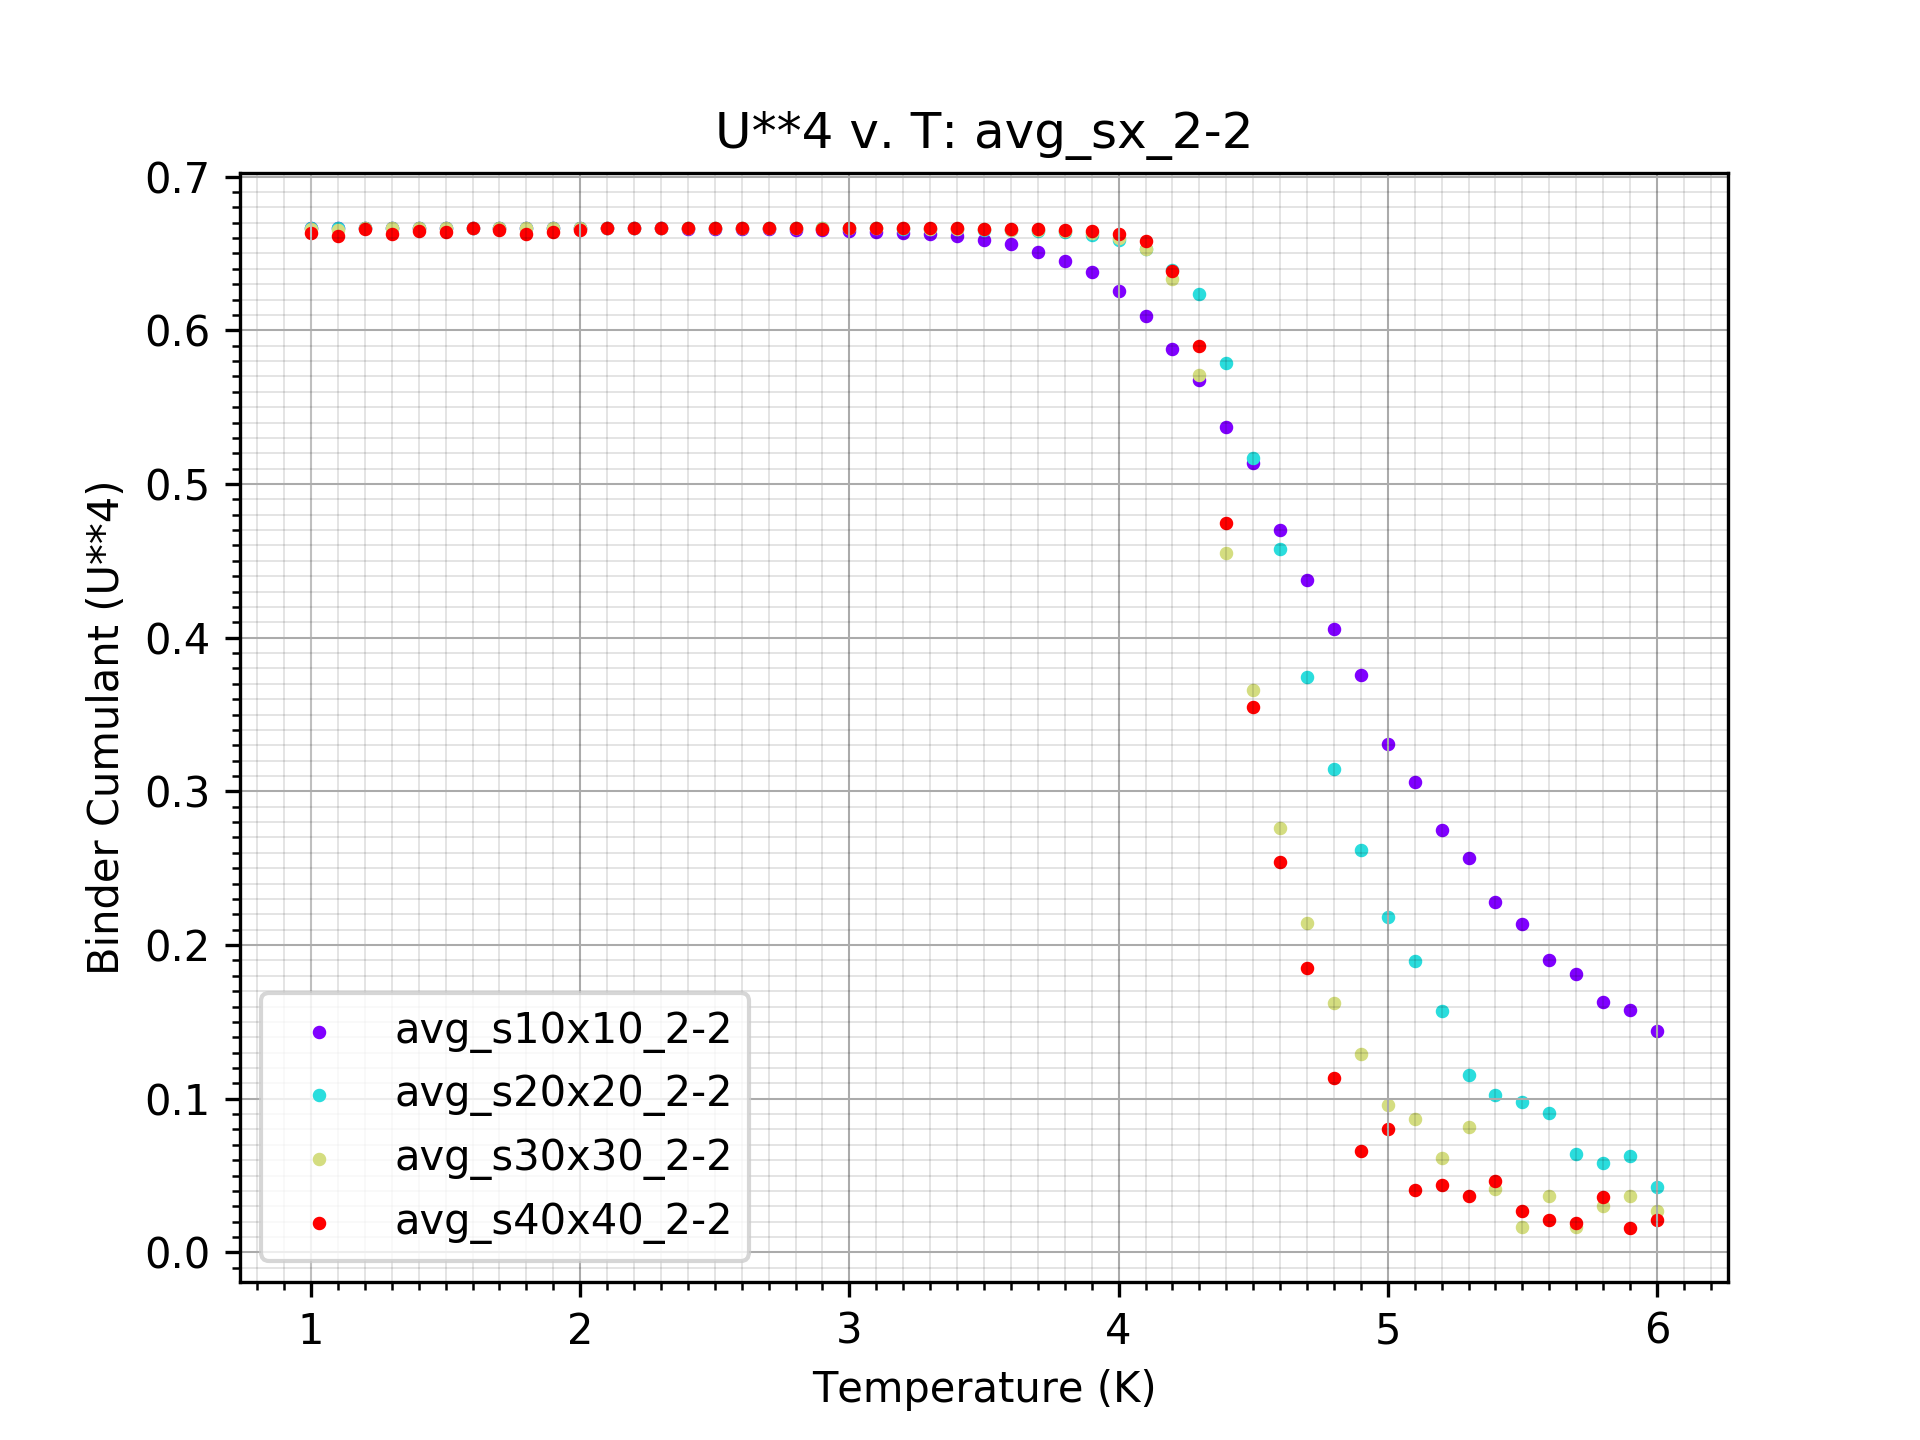 U**4 v. T: avg_sx_2-2
Binder Cumulant (U**4)
0.7
0.6
0.5
0.4
0.3
0.2
0.1
0.0
avg_s10x10_2-2
avg_s20x20_2-2
avg_s30x30_2-2
avg_s40x40_2-2
1 2 3 4 5 6
Temperature (K)